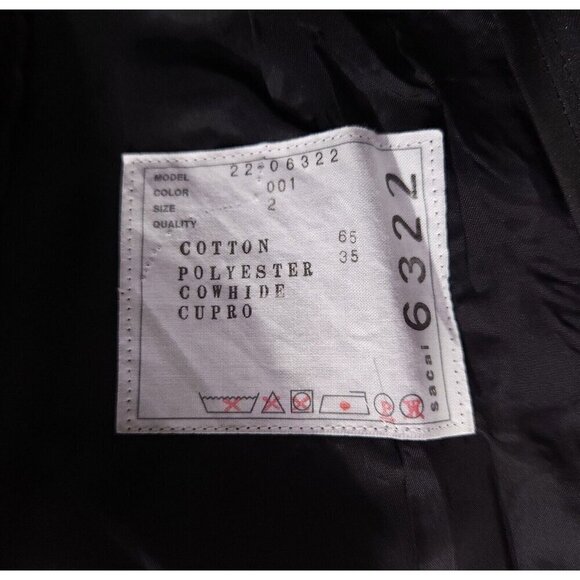 MODEL 22-06322
COLOR 001
SIZE 2
QUALITY
COTTON 65
POLYESTER 35
COWHIDE
CUPRO
P W
sacai 6322